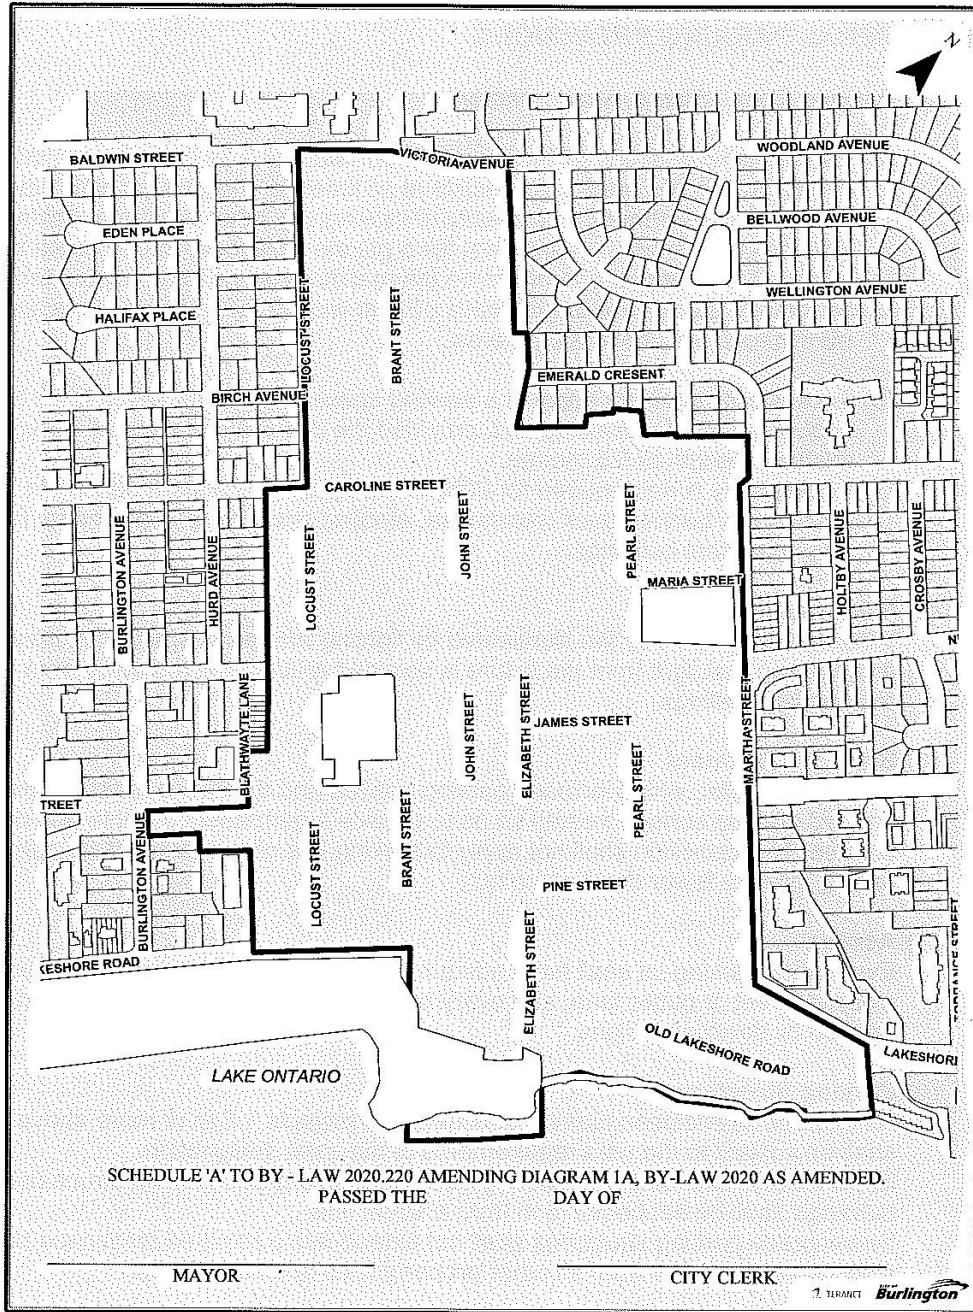 N
BALDWIN STREET
VICTORIA AVENUE
WOODLAND AVENUE
EDEN PLACE
BELLWOOD AVENUE
HALIFAX PLACE
LOCUST STREET
BRANT STREET
WELLINGTON AVENUE
BIRCH AVENUE
EMERALD CRESENT
CAROLINE STREET
BURLINGTON AVENUE
HURD AVENUE
LOCUST STREET
JOHN STREET
PEARL STREET
MARIA STREET
HOLTBY AVENUE
CROSBY AVENUE
N
BLATHWAYTE LANE
JOHN STREET
ELIZABETH STREET
JAMES STREET
PEARL STREET
MARTHA STREET
TREET
BURLINGTON AVENUE
LOCUST STREET
BRANT STREET
PINE STREET
KESHORE ROAD
ELIZABETH STREET
TORRANCE STREET
OLD LAKESHORE ROAD
LAKESHORE
LAKE ONTARIO
SCHEDULE 'A' TO BY - LAW 2020.220 AMENDING DIAGRAM 1A, BY-LAW 2020 AS AMENDED.
PASSED THE DAY OF
MAYOR
CITY CLERK
TERANET
Burlington